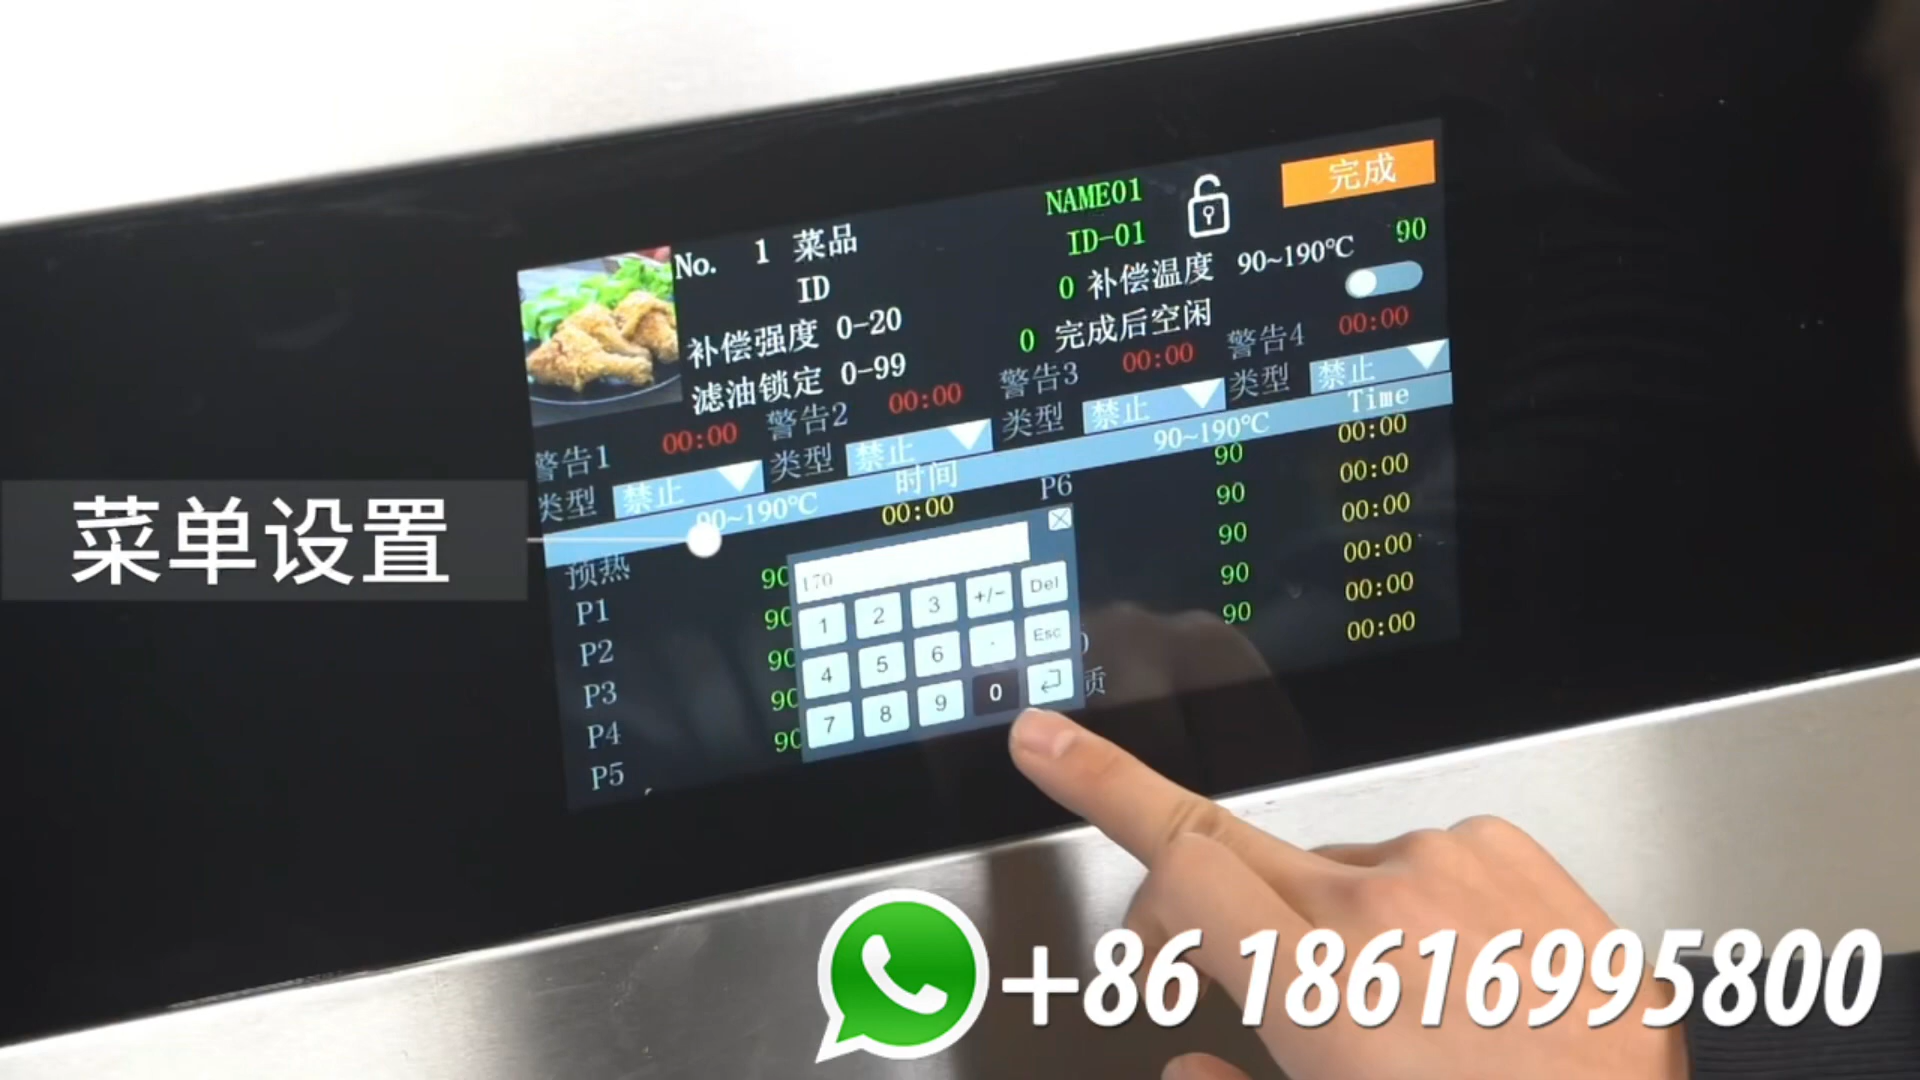 No. 1 菜品 NAME01 完成
ID ID-01
补偿强度 0-20 0 补偿温度 90~190℃ 90
滤油锁定 0-99 0 完成后空闲
警告1 00:00 警告2 00:00 警告3 00:00 警告4 00:00
类型 禁止 类型 禁止 类型 禁止 类型 禁止
90~190℃ 时间 90~190℃ Time
预热 00:00 P6 90 00:00
P1 90 90 00:00
P2 90 90 00:00
P3 90 90 00:00
P4 90 90 00:00
P5 90 00:00
质
170
1 2 3 +/- Del
4 5 6 . Esc
7 8 9 0
菜单设置
+86 18616995800